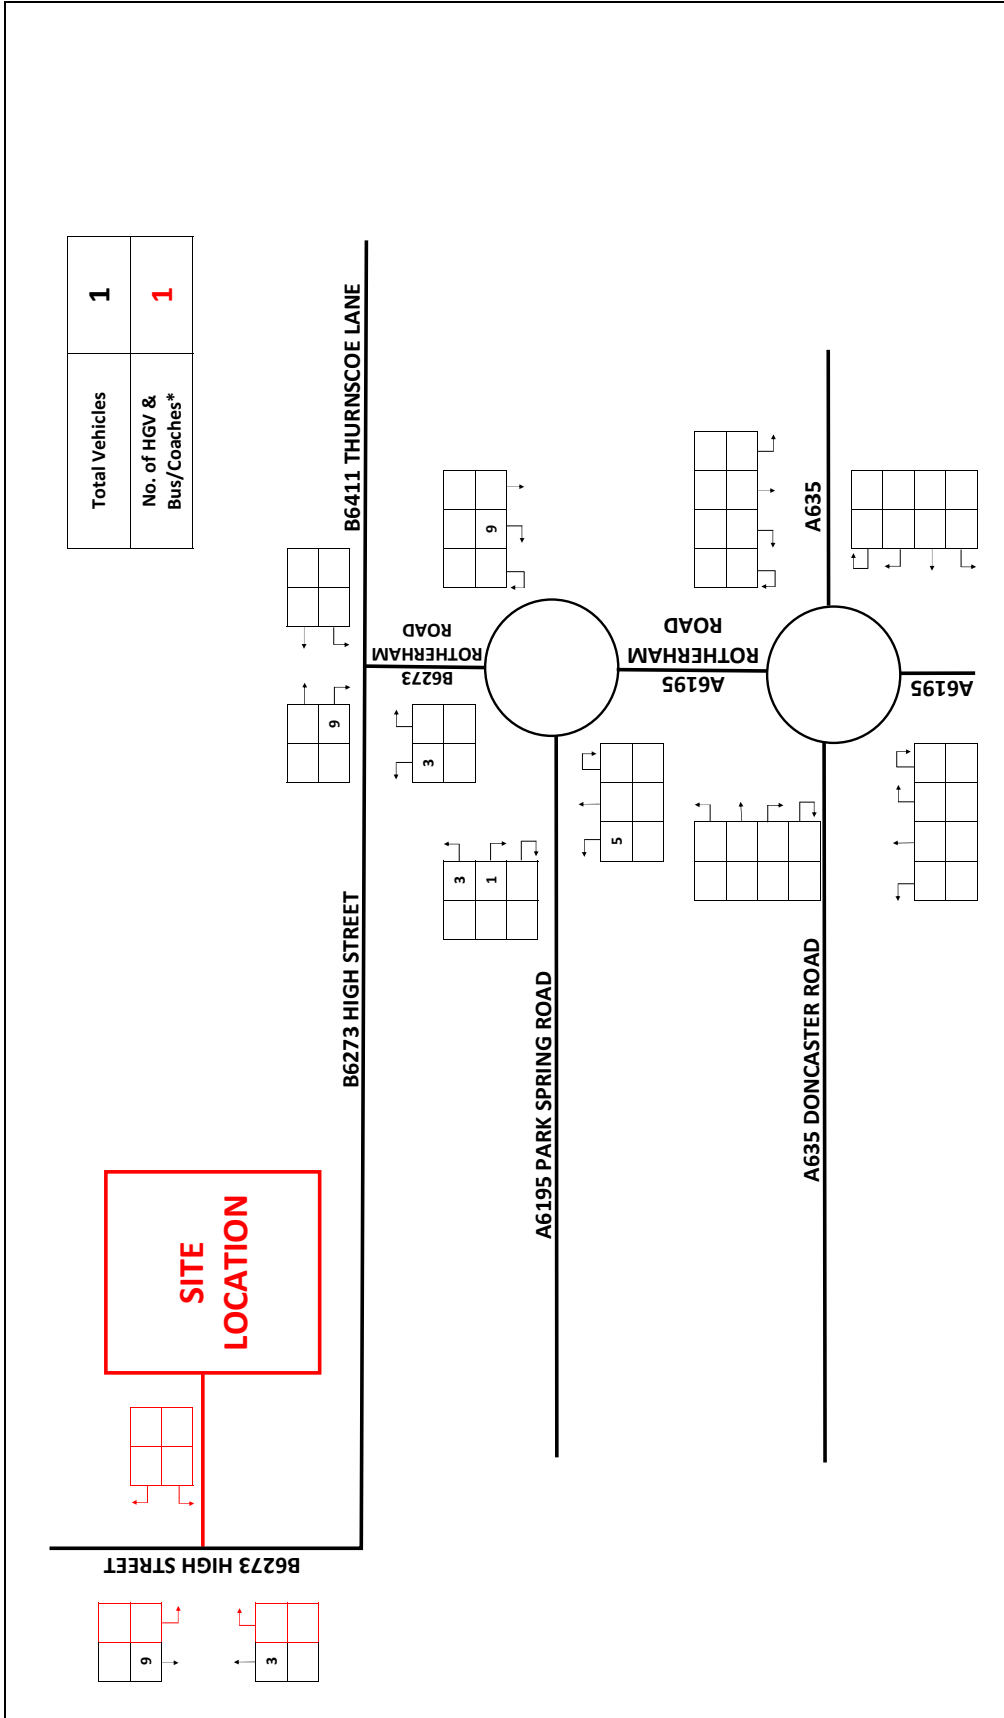 Total Vehicles 1
No. of HGV & 1
Bus/Coaches*
SITE
LOCATION
B6273 HIGH STREET
9
3
B6273 HIGH STREET
B6411 THURNSCOE LANE
9
3
B6273
ROTHERHAM
ROAD
3
1
9
5
A6195 PARK SPRING ROAD
A6195
ROTHERHAM
ROAD
A635 DONCASTER ROAD
A635
A6195